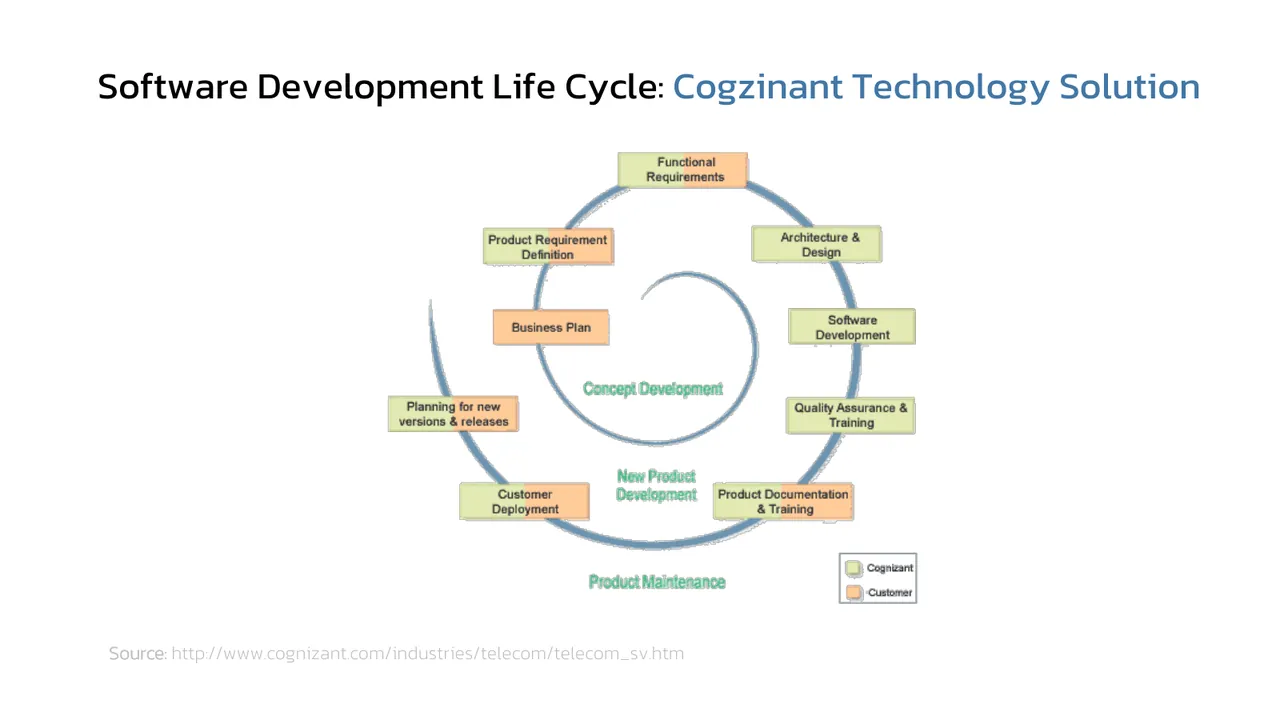 Software Development Life Cycle: Cogzinant Technology Solution
Functional
Requirements
Product Requirement
Definition
Architecture &
Design
Business Plan
Software
Development
Concept Development
Planning for new
versions & releases
Quality Assurance &
Training
New Product
Development
Customer
Deployment
Product Documentation
& Training
Product Maintenance
Cognizant
Customer
Source: http://www.cognizant.com/industries/telecom/telecom_sv.htm